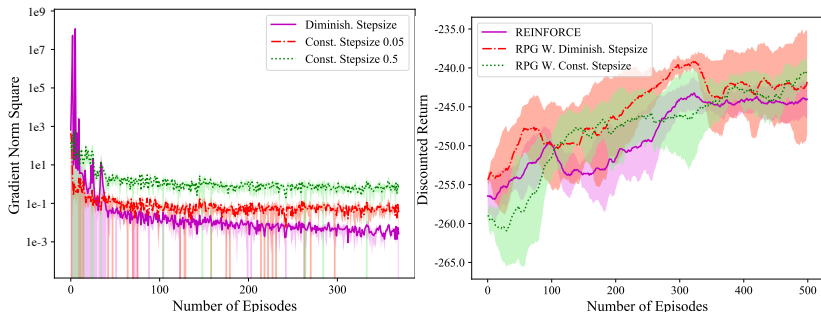 1e9
1e7
1e5
1e3
1e1
1e-1
1e-3
Gradient Norm Square
Diminish. Stepsize
Const. Stepsize 0.05
Const. Stepsize 0.5
0
100
200
300
Number of Episodes
-235.0
-240.0
-245.0
-250.0
-255.0
-260.0
-265.0
Discounted Return
REINFORCE
RPG W. Diminish. Stepsize
RPG W. Const. Stepsize
0
100
200
300
400
500
Number of Episodes